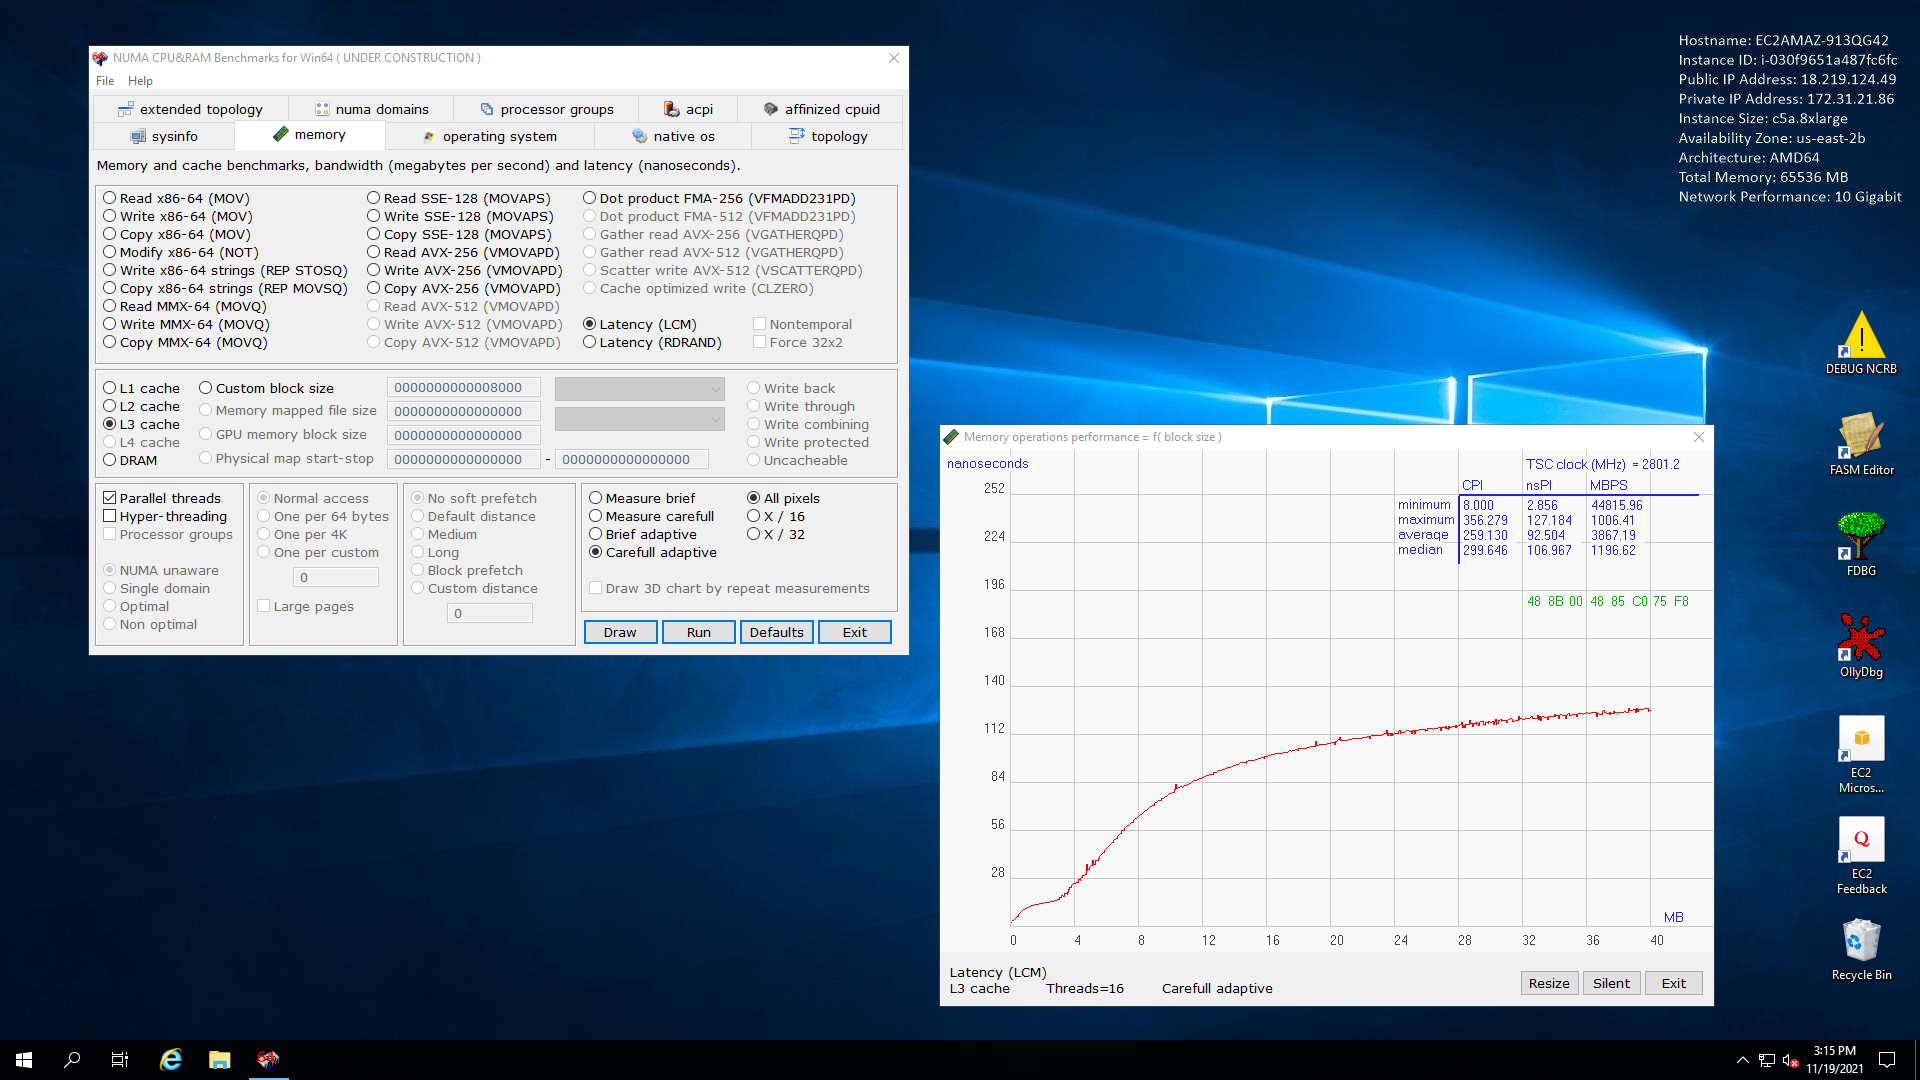 NUMA CPU&RAM Benchmarks for Win64 ( UNDER CONSTRUCTION )
File Help
extended topology numa domains processor groups acpi affinized cpuid
sysinfo memory operating system native os topology
Memory and cache benchmarks, bandwidth (megabytes per second) and latency (nanoseconds).
Read x86-64 (MOV)
Write x86-64 (MOV)
Copy x86-64 (MOV)
Modify x86-64 (NOT)
Write x86-64 strings (REP STOSQ)
Copy x86-64 strings (REP MOVSQ)
Read MMX-64 (MOVQ)
Write MMX-64 (MOVQ)
Copy MMX-64 (MOVQ)
Read SSE-128 (MOVAPS)
Write SSE-128 (MOVAPS)
Copy SSE-128 (MOVAPS)
Read AVX-256 (VMOVAPD)
Write AVX-256 (VMOVAPD)
Copy AVX-256 (VMOVAPD)
Read AVX-512 (VMOVAPD)
Write AVX-512 (VMOVAPD)
Copy AVX-512 (VMOVAPD)
Dot product FMA-256 (VFMADD231PD)
Dot product FMA-512 (VFMADD231PD)
Gather read AVX-256 (VGATHERQPD)
Gather read AVX-512 (VGATHERQPD)
Scatter write AVX-512 (VSCATTERQPD)
Cache optimized write (CLZERO)
Latency (LCM)
Latency (RDRAND)
Nontemporal
Force 32x2
L1 cache
L2 cache
L3 cache
L4 cache
DRAM
Custom block size 0000000000008000
Memory mapped file size 0000000000000000
GPU memory block size 0000000000000000
Physical map start-stop 0000000000000000 - 0000000000000000
Write back
Write through
Write combining
Write protected
Uncacheable
Parallel threads
Hyper-threading
Processor groups
NUMA unaware
Single domain
Optimal
Non optimal
Normal access
One per 64 bytes
One per 4K
One per custom
0
Large pages
No soft prefetch
Default distance
Medium
Long
Block prefetch
Custom distance
0
Measure brief
Measure carefull
Brief adaptive
Carefull adaptive
All pixels
X / 16
X / 32
Draw 3D chart by repeat measurements
Draw Run Defaults Exit
Memory operations performance = f( block size )
nanoseconds
TSC clock (MHz) = 2801.2
CPI nsPI MBPS
minimum 8.000 2.856 44815.96
maximum 356.279 127.184 1006.41
average 259.130 92.504 3867.19
median 299.646 106.967 1196.62
48 8B 00 48 85 C0 75 F8
252
224
196
168
140
112
84
56
28
MB
0 4 8 12 16 20 24 28 32 36 40
Latency (LCM)
L3 cache Threads=16 Carefull adaptive
Resize Silent Exit
Hostname: EC2AMAZ-913QG42
Instance ID: i-030f9651a487fc6fc
Public IP Address: 18.219.124.49
Private IP Address: 172.31.21.86
Instance Size: c5a.8xlarge
Availability Zone: us-east-2b
Architecture: AMD64
Total Memory: 65536 MB
Network Performance: 10 Gigabit
DEBUG NCRB
FASM Editor
FDBG
OllyDbg
EC2
Micros...
Q
EC2
Feedback
Recycle Bin
3:15 PM
11/19/2021